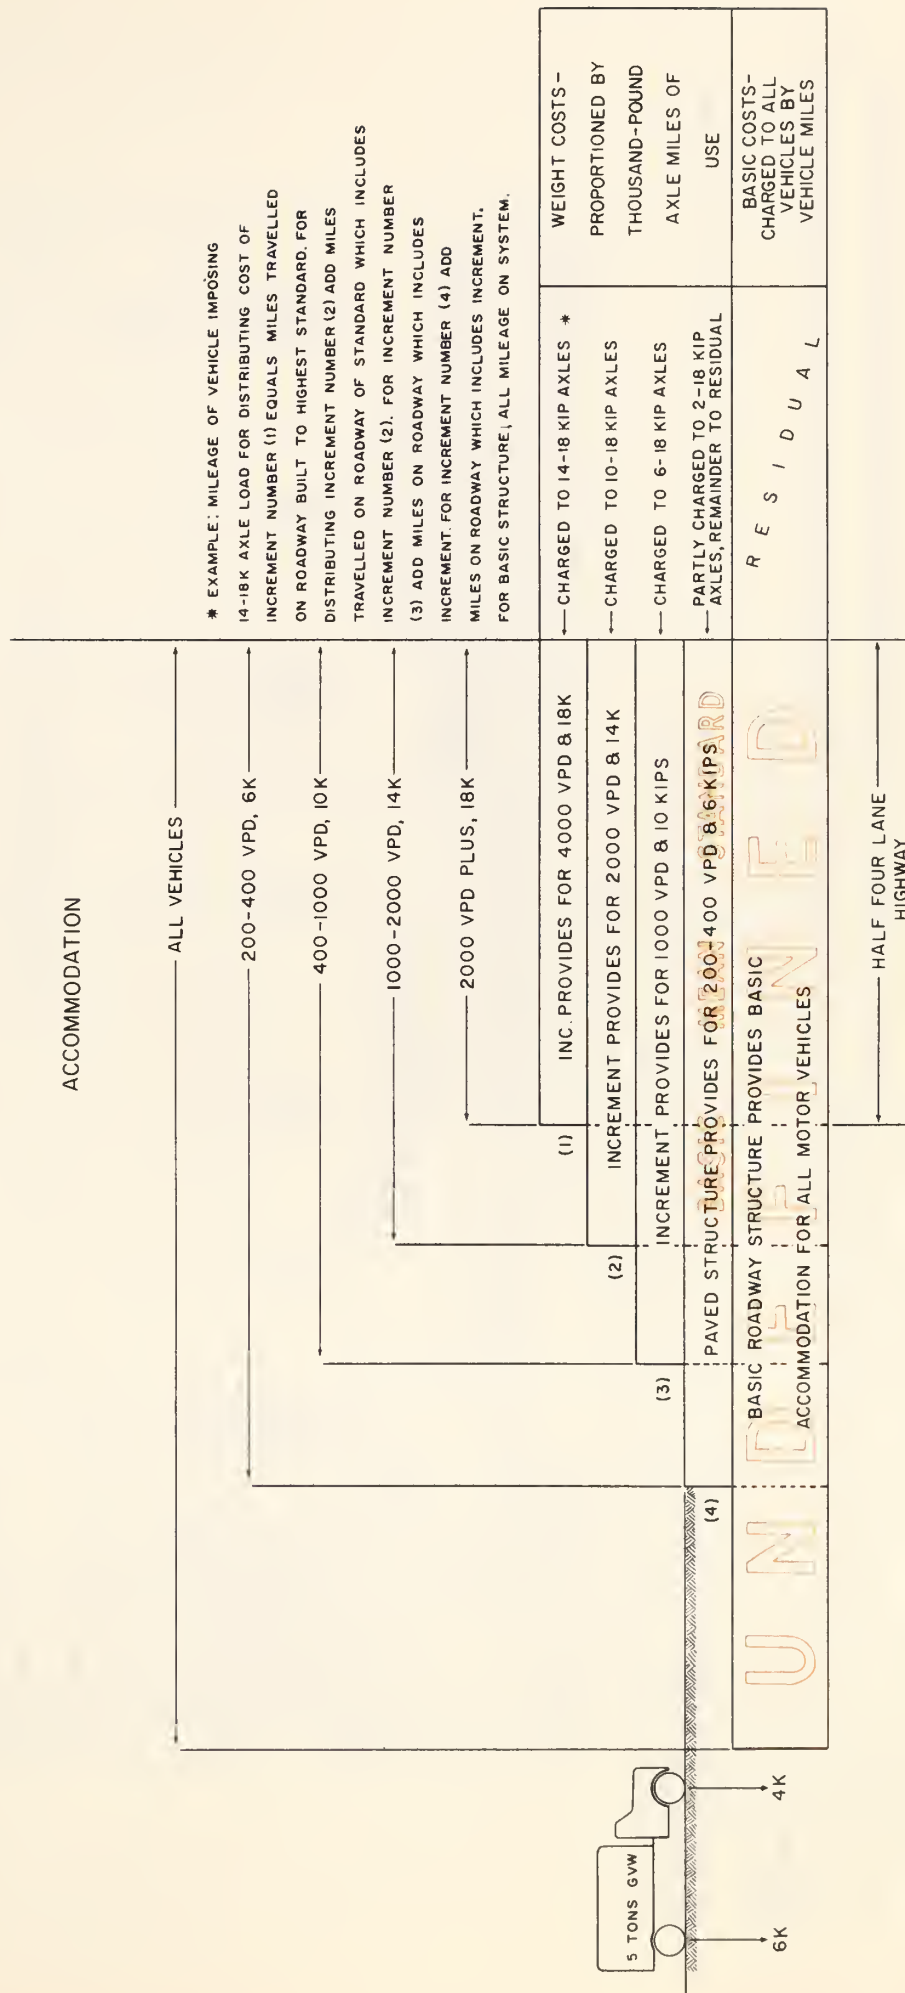 ACCOMMODATION
ALL VEHICLES
200-400 VPD, 6K
400-1000 VPD, 10K
1000-2000 VPD, 14K
2000 VPD PLUS, 18K
* EXAMPLE: MILEAGE OF VEHICLE IMPOSING
14-18K AXLE LOAD FOR DISTRIBUTING COST OF
INCREMENT NUMBER (1) EQUALS MILES TRAVELLED
ON ROADWAY BUILT TO HIGHEST STANDARD. FOR
DISTRIBUTING INCREMENT NUMBER (2) ADD MILES
TRAVELLED ON ROADWAY OF STANDARD WHICH INCLUDES
INCREMENT NUMBER (2). FOR INCREMENT NUMBER
(3) ADD MILES ON ROADWAY WHICH INCLUDES
INCREMENT. FOR INCREMENT NUMBER (4) ADD
MILES ON ROADWAY WHICH INCLUDES INCREMENT.
FOR BASIC STRUCTURE, ALL MILEAGE ON SYSTEM.
(1)
INC. PROVIDES FOR 4000 VPD & 18K
CHARGED TO 14-18 KIP AXLES *
(2)
INCREMENT PROVIDES FOR 2000 VPD & 14K
CHARGED TO 10-18 KIP AXLES
(3)
INCREMENT PROVIDES FOR 1000 VPD & 10 KIPS
CHARGED TO 6-18 KIP AXLES
(4)
PAVED STRUCTURE PROVIDES FOR 200-400 VPD & 6 KIPS
BASIC MEAN STANDARD
PARTLY CHARGED TO 2-18 KIP
AXLES, REMAINDER TO RESIDUAL
WEIGHT COSTS-
PROPORTIONED BY
THOUSAND-POUND
AXLE MILES OF
USE
BASIC ROADWAY STRUCTURE PROVIDES BASIC
ACCOMMODATION FOR ALL MOTOR VEHICLES
UNDEFINED
RESIDUAL
BASIC COSTS-
CHARGED TO ALL
VEHICLES BY
VEHICLE MILES
5 TONS GVW
6K
4K
HALF FOUR LANE
HIGHWAY